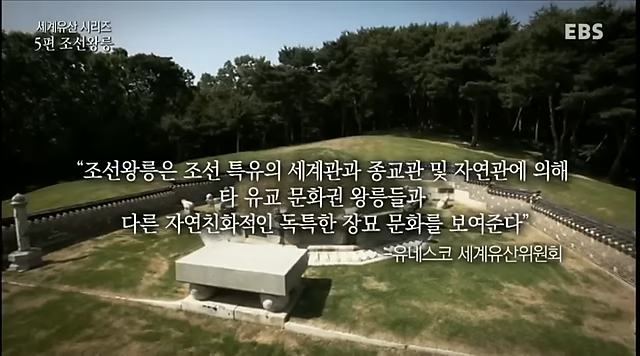 세계유산 시리즈
5편 조선왕릉
EBS
“조선왕릉은 조선 특유의 세계관과 종교관 및 자연관에 의해
타 유교 문화권 왕릉들과
다른 자연친화적인 독특한 장묘 문화를 보여준다”
-유네스코 세계유산위원회